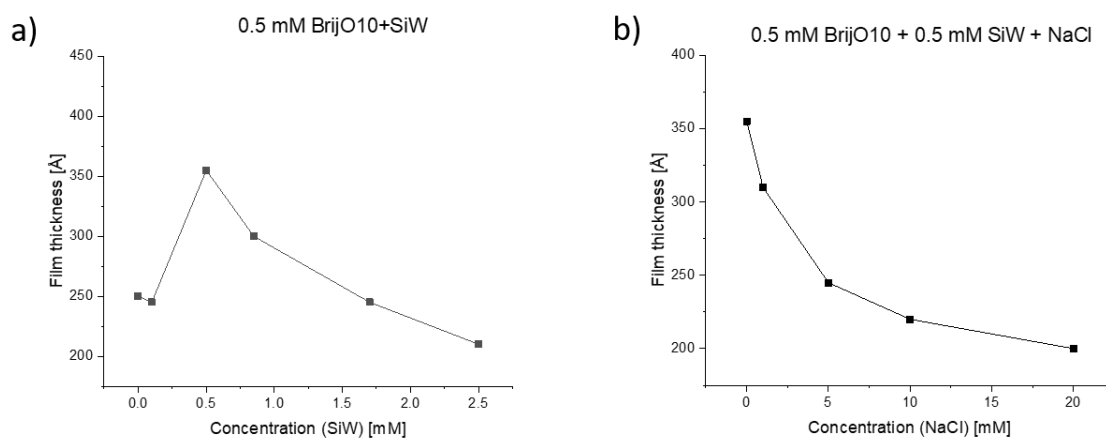 a)
0.5 mM BrijO10+SiW
450
400
350
300
250
200
Film thickness [Å]
0.0
0.5
1.0
1.5
2.0
2.5
Concentration (SiW) [mM]
b)
0.5 mM BrijO10 + 0.5 mM SiW + NaCl
400
350
300
250
200
Film thickness [Å]
0
5
10
15
20
Concentration (NaCl) [mM]